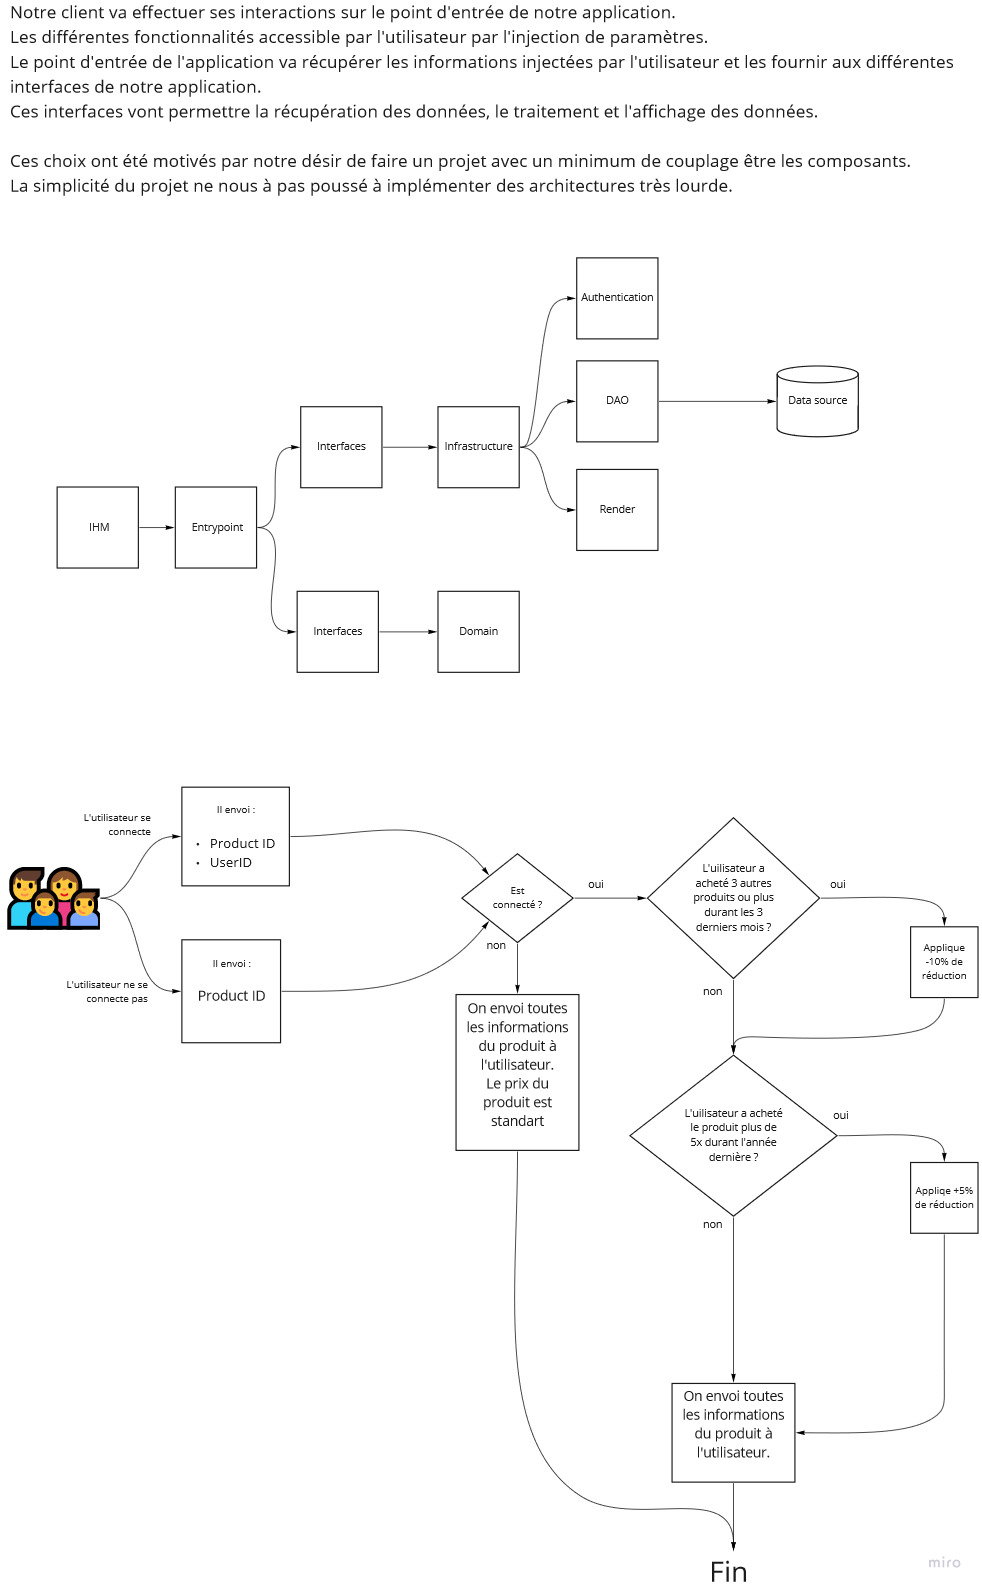 Notre client va effectuer ses interactions sur le point d'entrée de notre application.
Les différentes fonctionnalités accessible par l'utilisateur par l'injection de paramètres.
Le point d'entrée de l'application va récupérer les informations injectées par l'utilisateur et les fournir aux différentes
interfaces de notre application.
Ces interfaces vont permettre la récupération des données, le traitement et l'affichage des données.
Ces choix ont été motivés par notre désir de faire un projet avec un minimum de couplage être les composants.
La simplicité du projet ne nous à pas poussé à implémenter des architectures très lourde.
Authentication
DAO
Data source
Interfaces
Infrastructure
Render
IHM
Entrypoint
Interfaces
Domain
L'utilisateur se
connecte
Il envoi :
• Product ID
• UserID
L'utilisateur ne se
connecte pas
Il envoi :
Product ID
Est
connecté ?
oui
non
On envoi toutes
les informations
du produit à
l'utilisateur.
Le prix du
produit est
standart
L'uilisateur a
acheté 3 autres
produits ou plus
durant les 3
derniers mois ?
oui
Applique
-10% de
réduction
non
L'uilisateur a acheté
le produit plus de
5x durant l'année
dernière ?
oui
Appliqe +5%
de réduction
non
On envoi toutes
les informations
du produit à
l'utilisateur.
Fin
miro